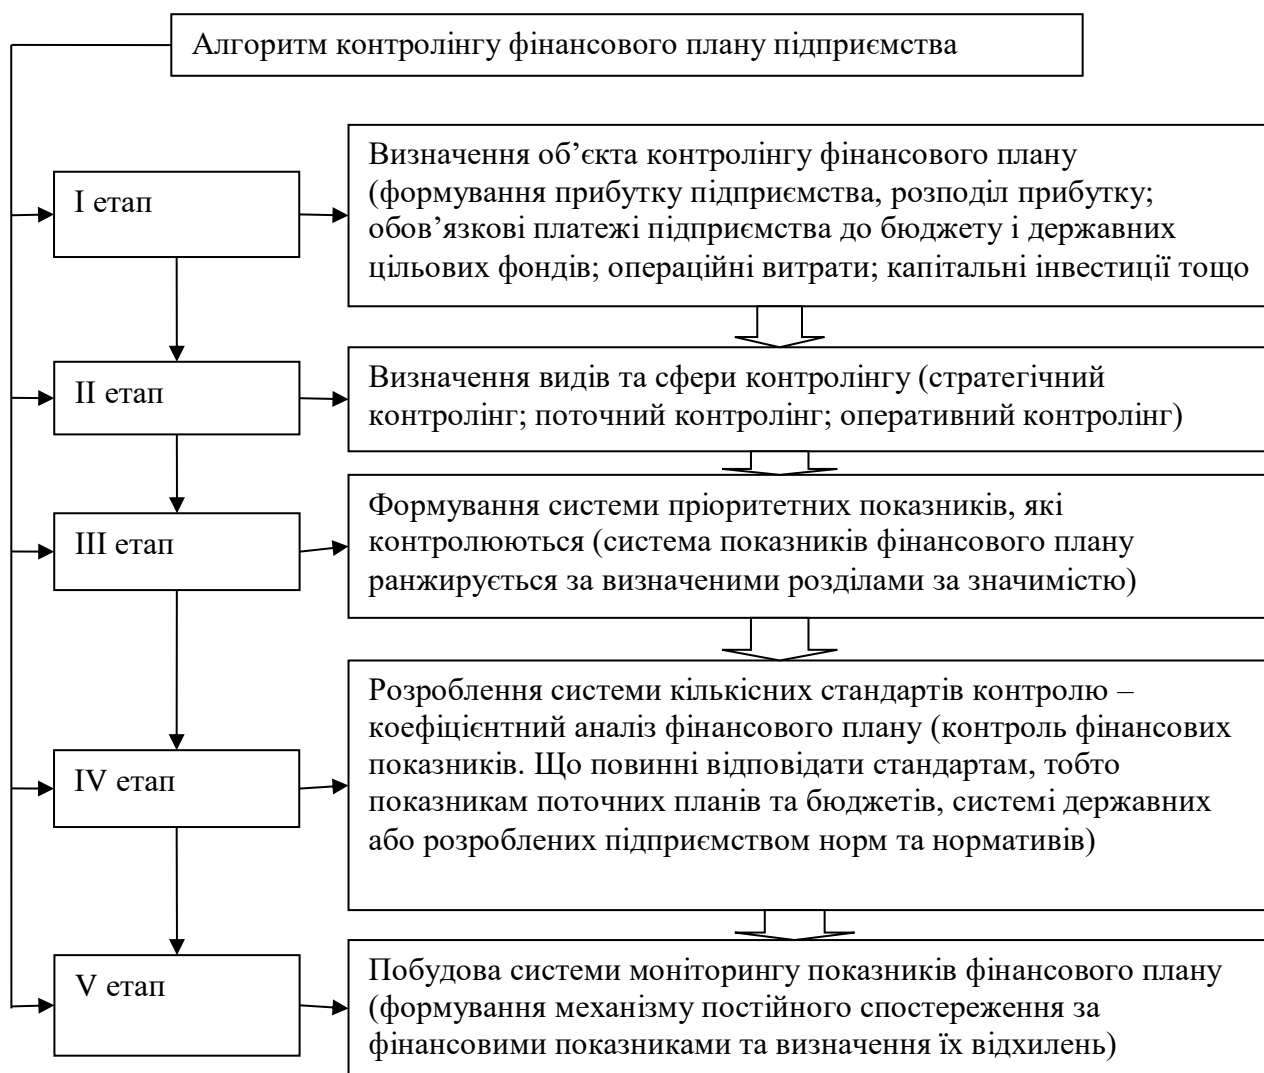 Алгоритм контролінгу фінансового плану підприємства
І етап
Визначення об’єкта контролінгу фінансового плану
(формування прибутку підприємства, розподіл прибутку;
обов’язкові платежі підприємства до бюджету і державних
цільових фондів; операційні витрати; капітальні інвестиції тощо
ІІ етап
Визначення видів та сфери контролінгу (стратегічний
контролінг; поточний контролінг; оперативний контролінг)
ІІІ етап
Формування системи пріоритетних показників, які
контролюються (система показників фінансового плану
ранжирується за визначеними розділами за значимістю)
IV етап
Розроблення системи кількісних стандартів контролю –
коефіцієнтний аналіз фінансового плану (контроль фінансових
показників. Що повинні відповідати стандартам, тобто
показникам поточних планів та бюджетів, системі державних
або розроблених підприємством норм та нормативів)
V етап
Побудова системи моніторингу показників фінансового плану
(формування механізму постійного спостереження за
фінансовими показниками та визначення їх відхилень)